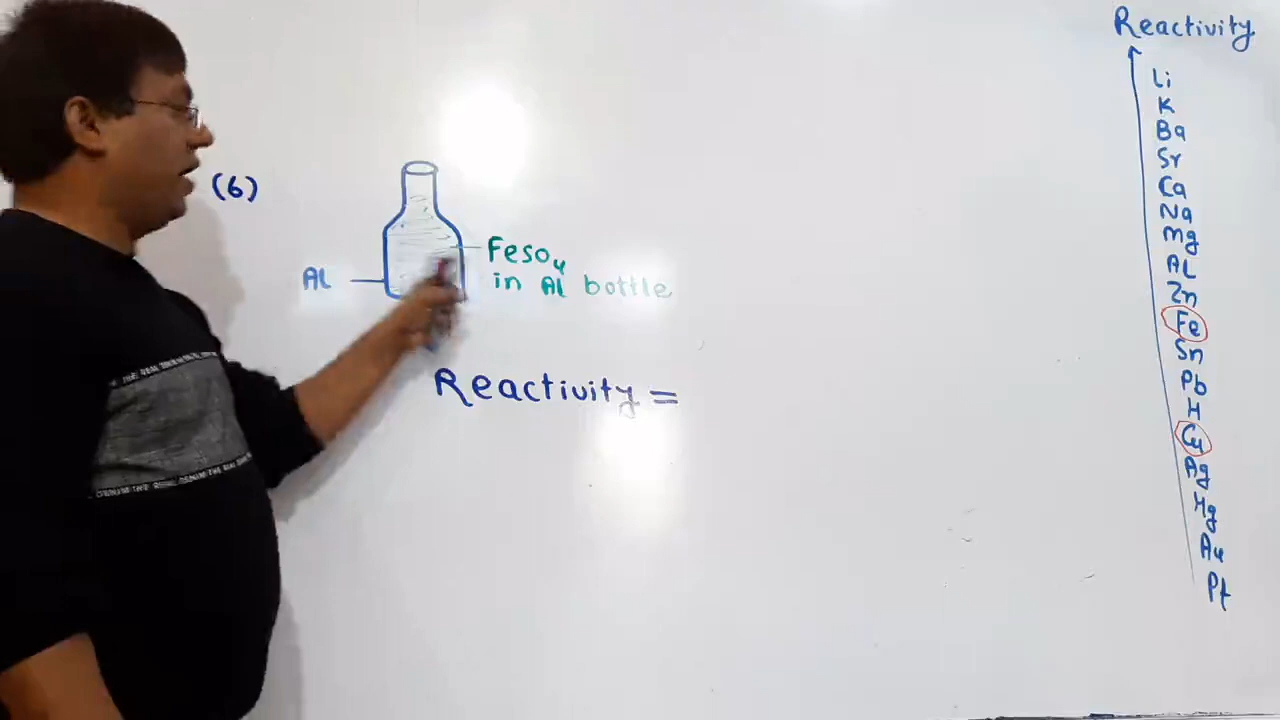 Reactivity
Li
K
Ba
Sr
Ca
Na
Mg
Al
Zn
Fe
Sn
Pb
H
Cu
Ag
Hg
Au
Pt
(6)
Al
FeSO4
in Al bottle
Reactivity =